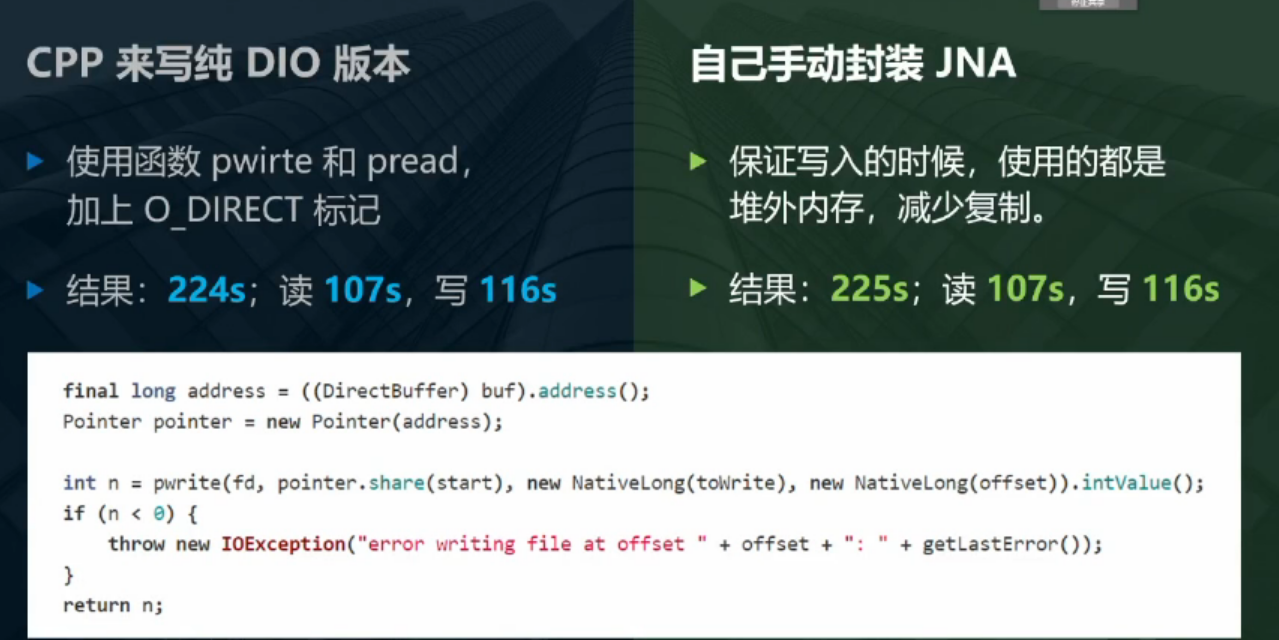 CPP 来写纯 DIO 版本
使用函数 pwirte 和 pread，
加上 O_DIRECT 标记
结果：224s；读 107s，写 116s
自己手动封装 JNA
保证写入的时候，使用的都是
堆外内存，减少复制。
结果：225s；读 107s，写 116s
final long address = ((DirectBuffer) buf).address();
Pointer pointer = new Pointer(address);
int n = pwrite(fd, pointer.share(start), new NativeLong(toWrite), new NativeLong(offset)).intValue();
if (n < 0) {
throw new IOException("error writing file at offset " + offset + ": " + getLastError());
}
return n;